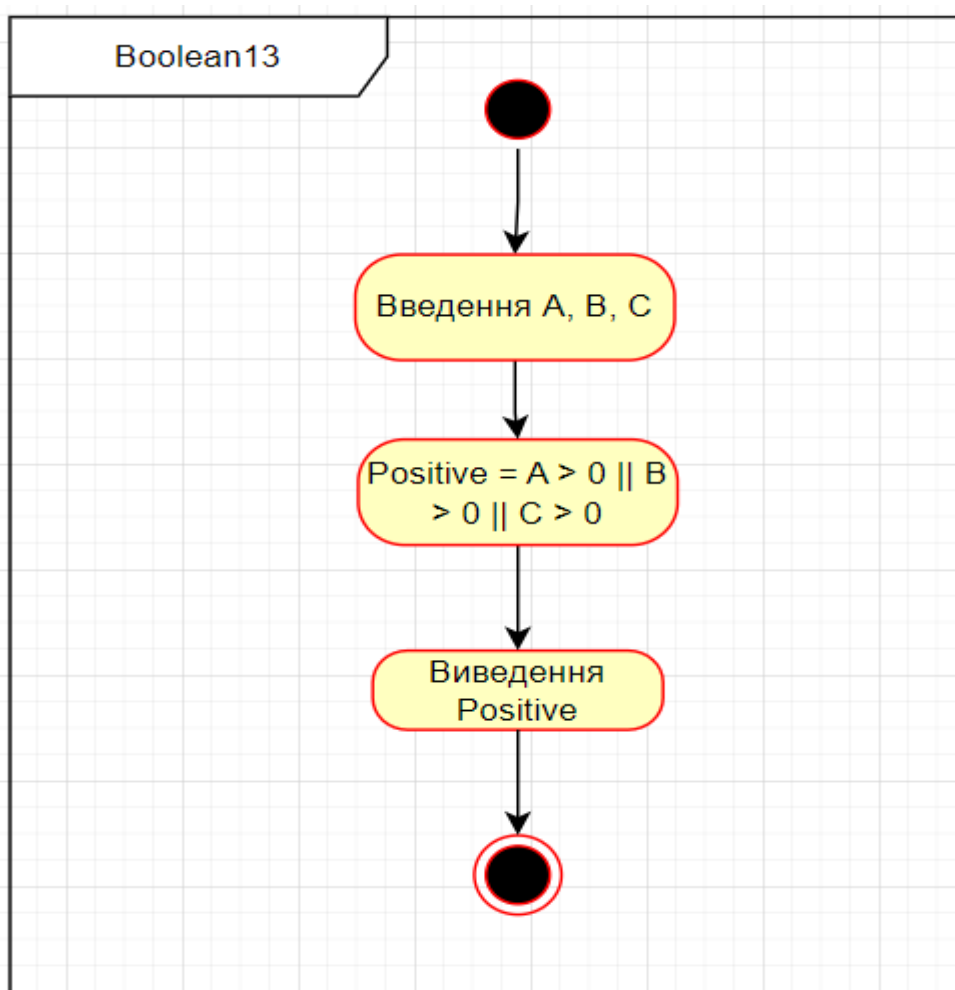 Boolean13
Введення A, B, C
Positive = A > 0 || B
> 0 || C > 0
Виведення
Positive